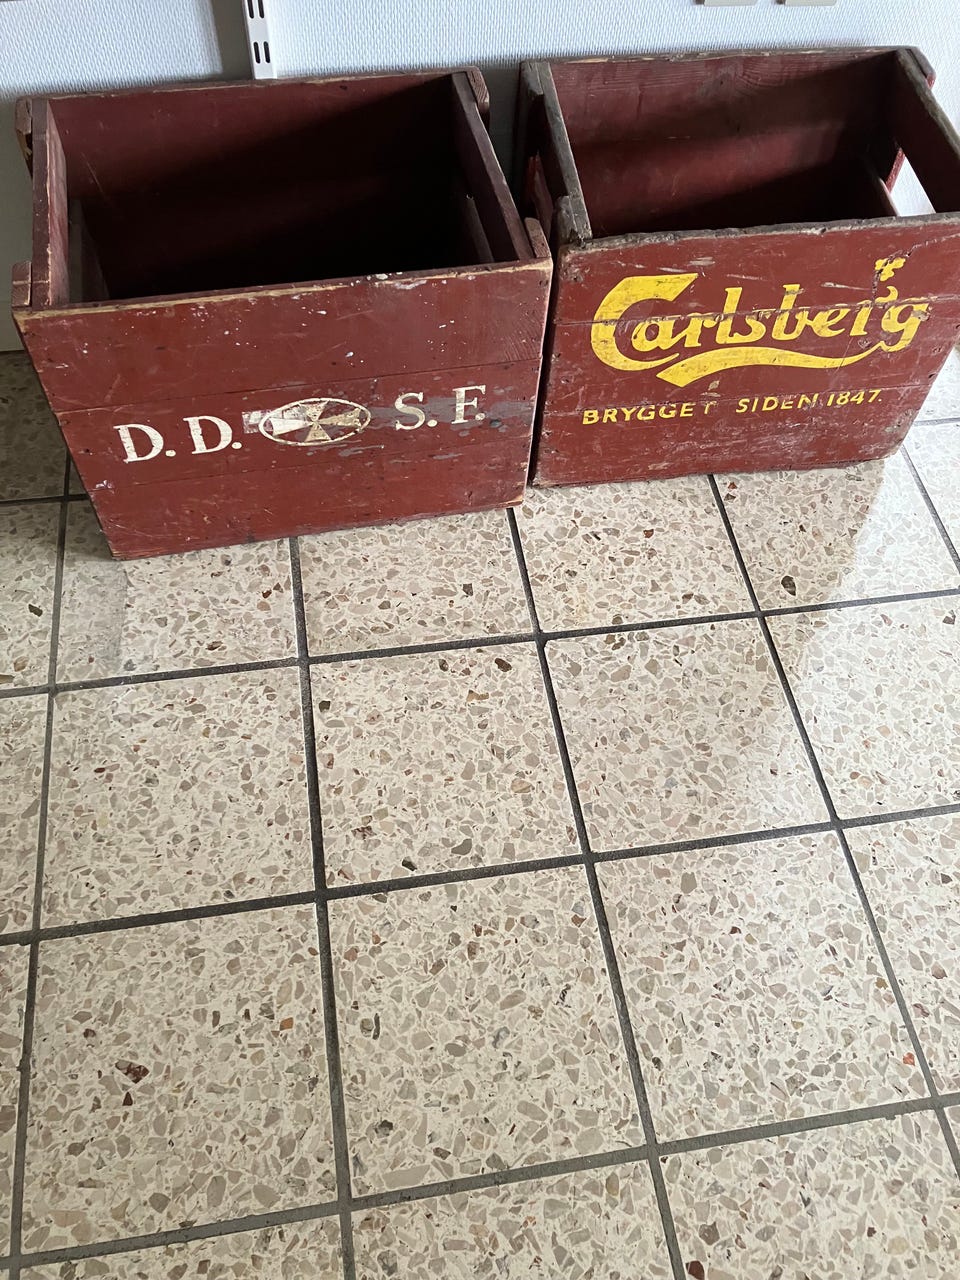 D.D. S.F.
Carlsberg
BRYGGET SIDEN 1847.